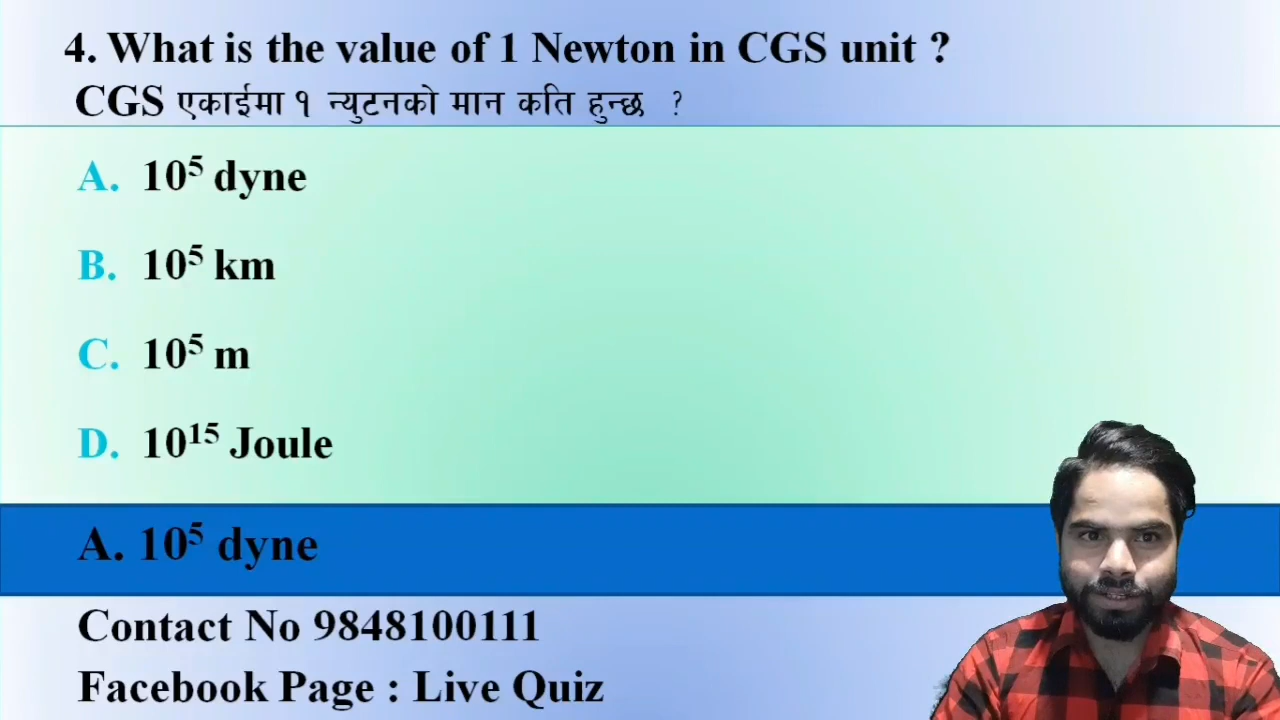 4. What is the value of 1 Newton in CGS unit ?
CGS एकाईमा १ न्युटनको मान कति हुन्छ ?
A. 10⁵ dyne
B. 10⁵ km
C. 10⁵ m
D. 10¹⁵ Joule
A. 10⁵ dyne
Contact No 9848100111
Facebook Page : Live Quiz